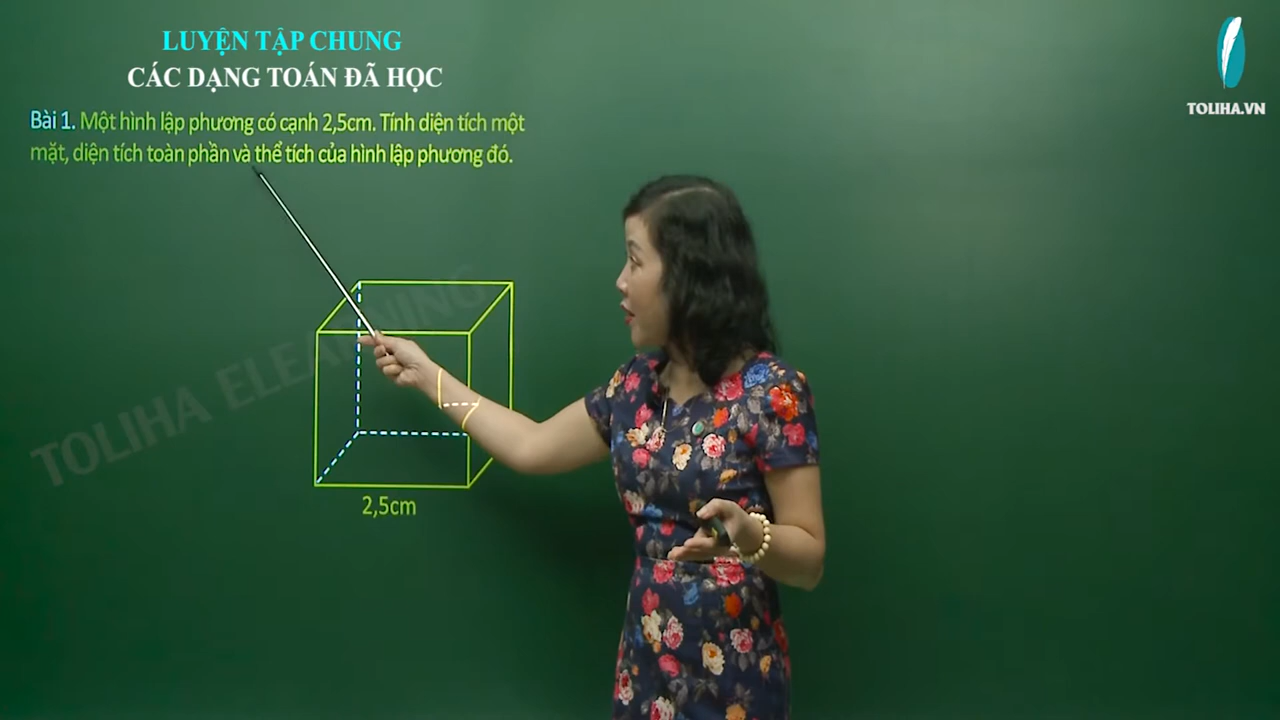 LUYỆN TẬP CHUNG
CÁC DẠNG TOÁN ĐÃ HỌC
TOLIHA.VN
Bài 1. Một hình lập phương có cạnh 2,5cm. Tính diện tích một
mặt, diện tích toàn phần và thể tích của hình lập phương đó.
TOLIHA ELEARNING
2,5cm